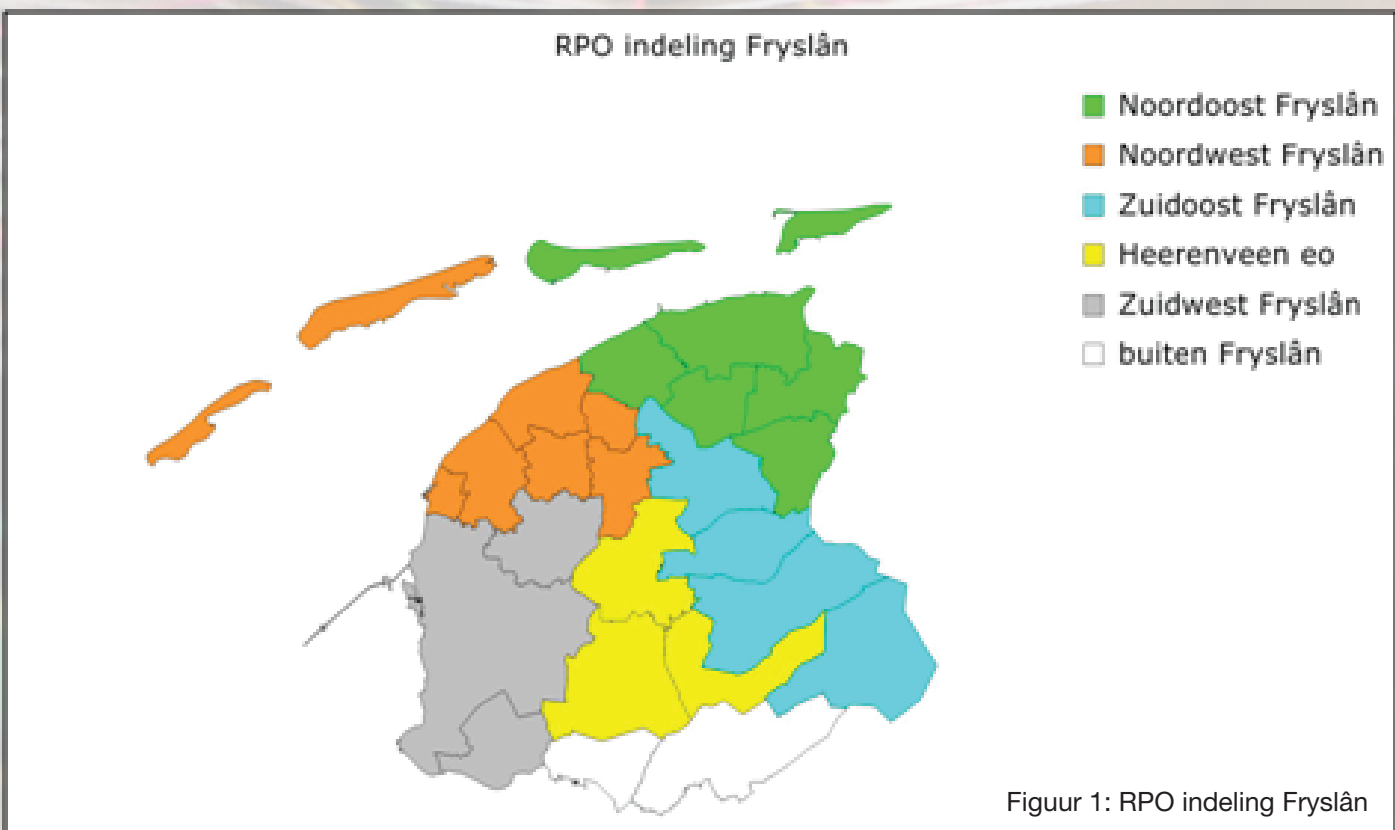 RPO indeling Fryslân
Noordoost Fryslân
Noordwest Fryslân
Zuidoost Fryslân
Heerenveen eo
Zuidwest Fryslân
buiten Fryslân
Figuur 1: RPO indeling Fryslân